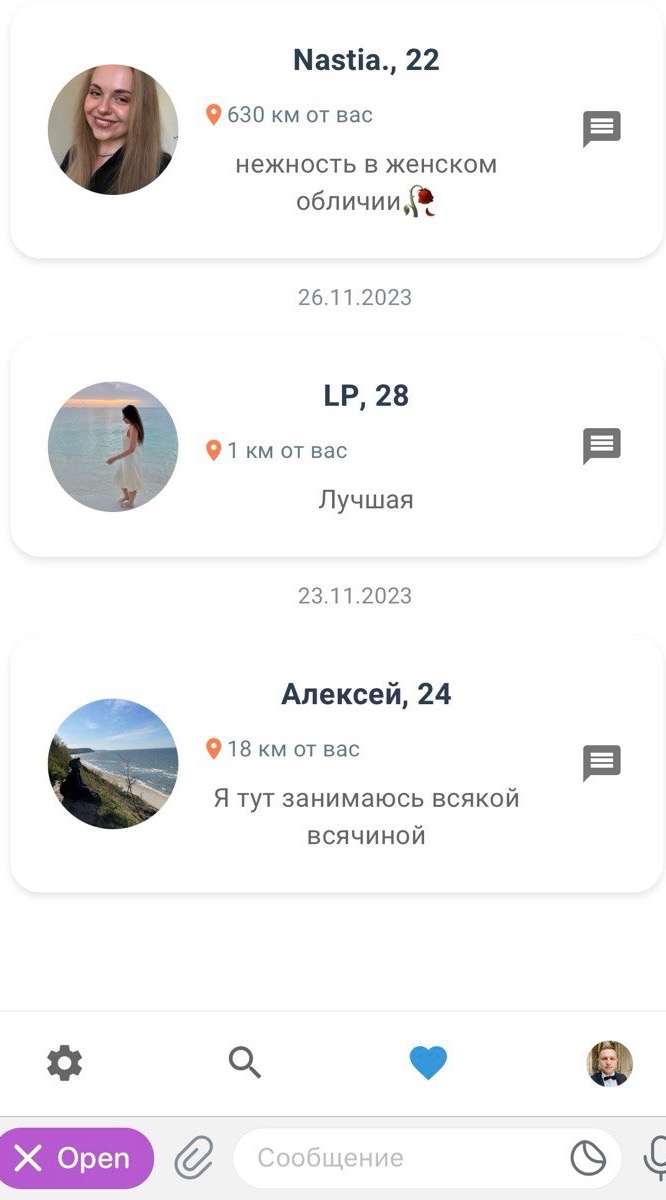 Nastia., 22
630 км от вас
нежность в женском
обличии🥀
26.11.2023
LP, 28
1 км от вас
Лучшая
23.11.2023
Алексей, 24
18 км от вас
Я тут занимаюсь всякой
всячиной
Open
Сообщение